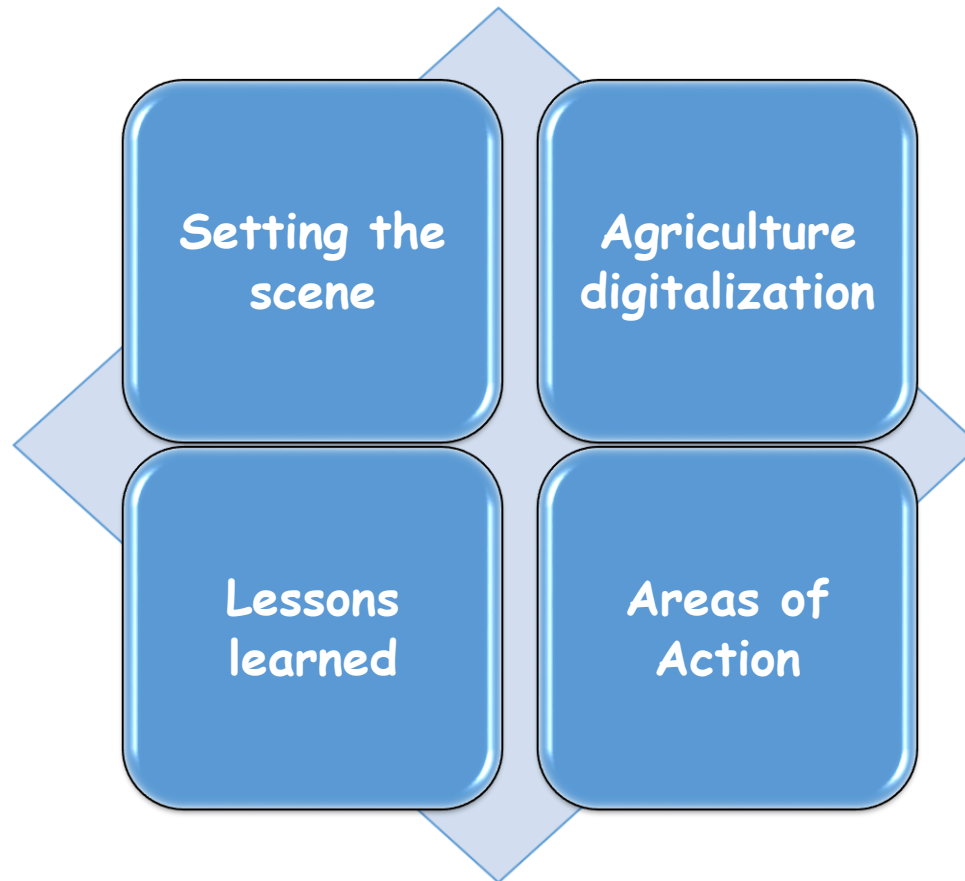 Setting the
scene
Agriculture
digitalization
Lessons
learned
Areas of
Action